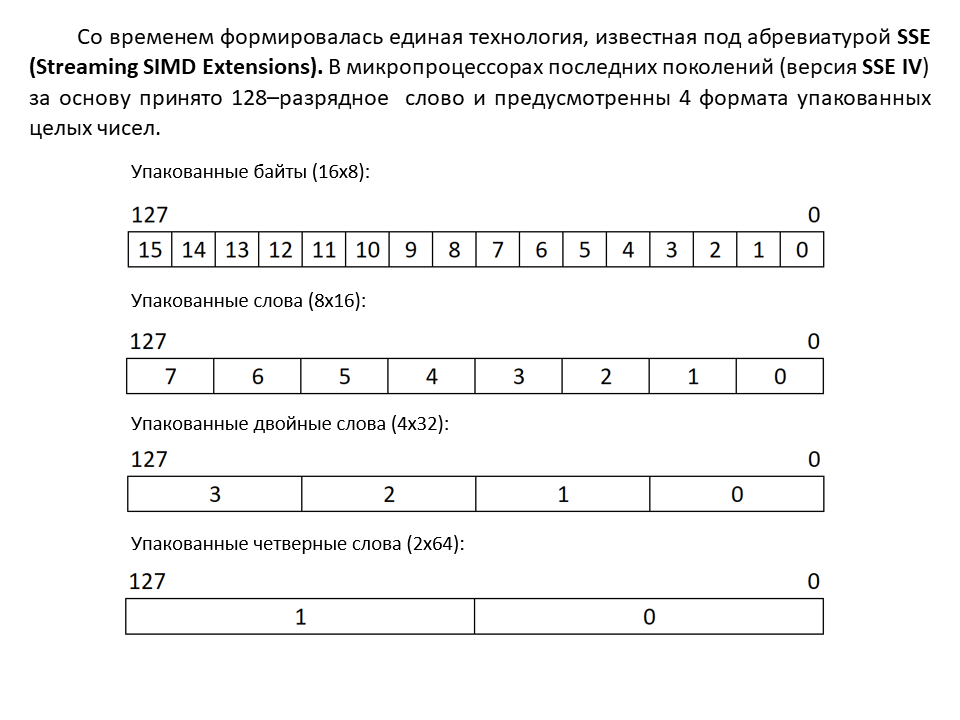 Со временем формировалась единая технология, известная под абревиатурой SSE
(Streaming SIMD Extensions). В микропроцессорах последних поколений (версия SSE IV)
за основу принято 128–разрядное слово и предусмотренны 4 формата упакованных
целых чисел.
Упакованные байты (16x8):
127 0
15 14 13 12 11 10 9 8 7 6 5 4 3 2 1 0
Упакованные слова (8x16):
127 0
7 6 5 4 3 2 1 0
Упакованные двойные слова (4x32):
127 0
3 2 1 0
Упакованные четверные слова (2x64):
127 0
1 0